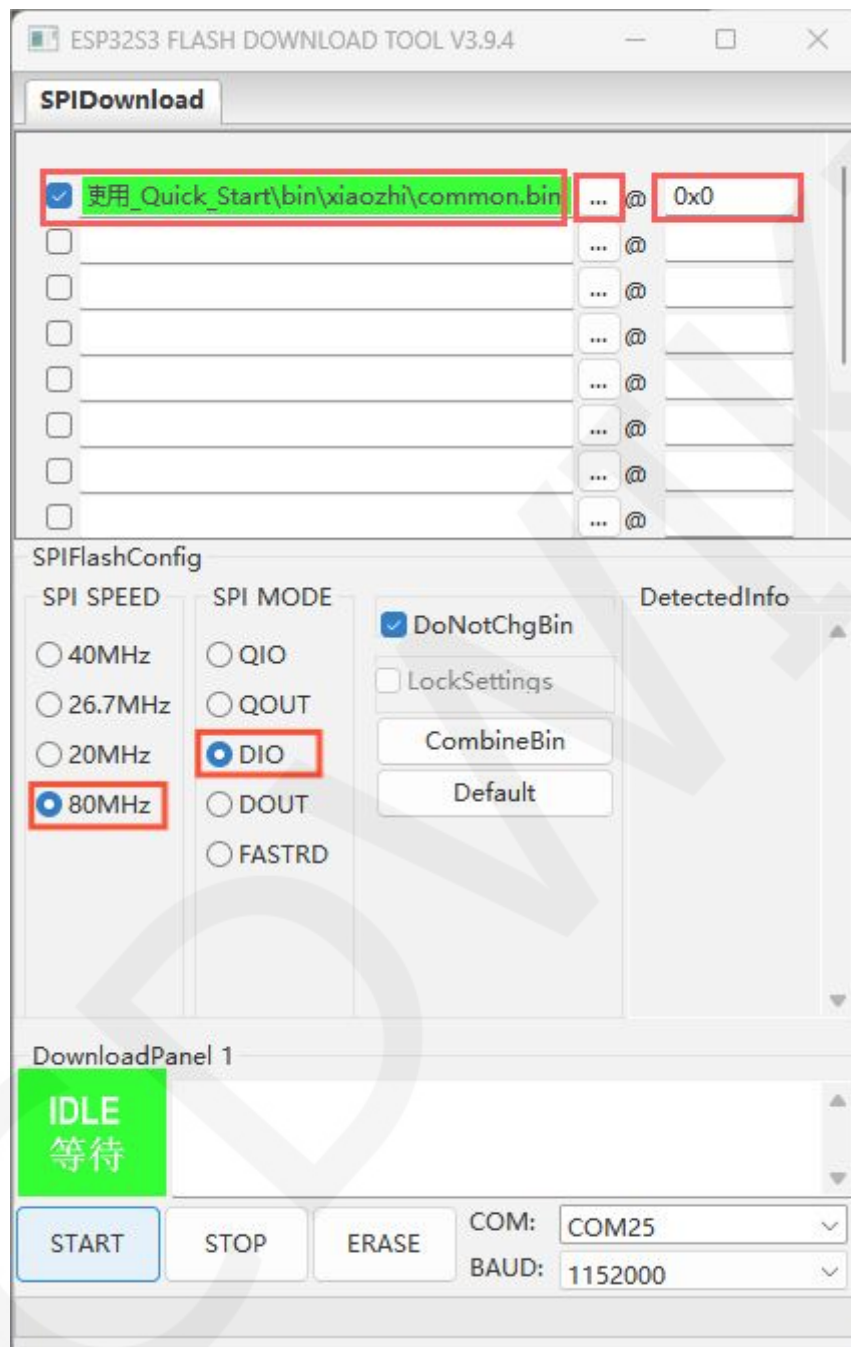 ESP32S3 FLASH DOWNLOAD TOOL V3.9.4
SPIDownload
使用_Quick_Start\bin\xiaozhi\common.bin ... @ 0x0
... @
... @
... @
... @
... @
... @
... @
SPIFlashConfig
SPI SPEED
40MHz
26.7MHz
20MHz
80MHz
SPI MODE
QIO
QOUT
DIO
DOUT
FASTRD
DoNotChgBin
LockSettings
CombineBin
Default
DetectedInfo
DownloadPanel 1
IDLE
等待
START STOP ERASE
COM: COM25
BAUD: 1152000